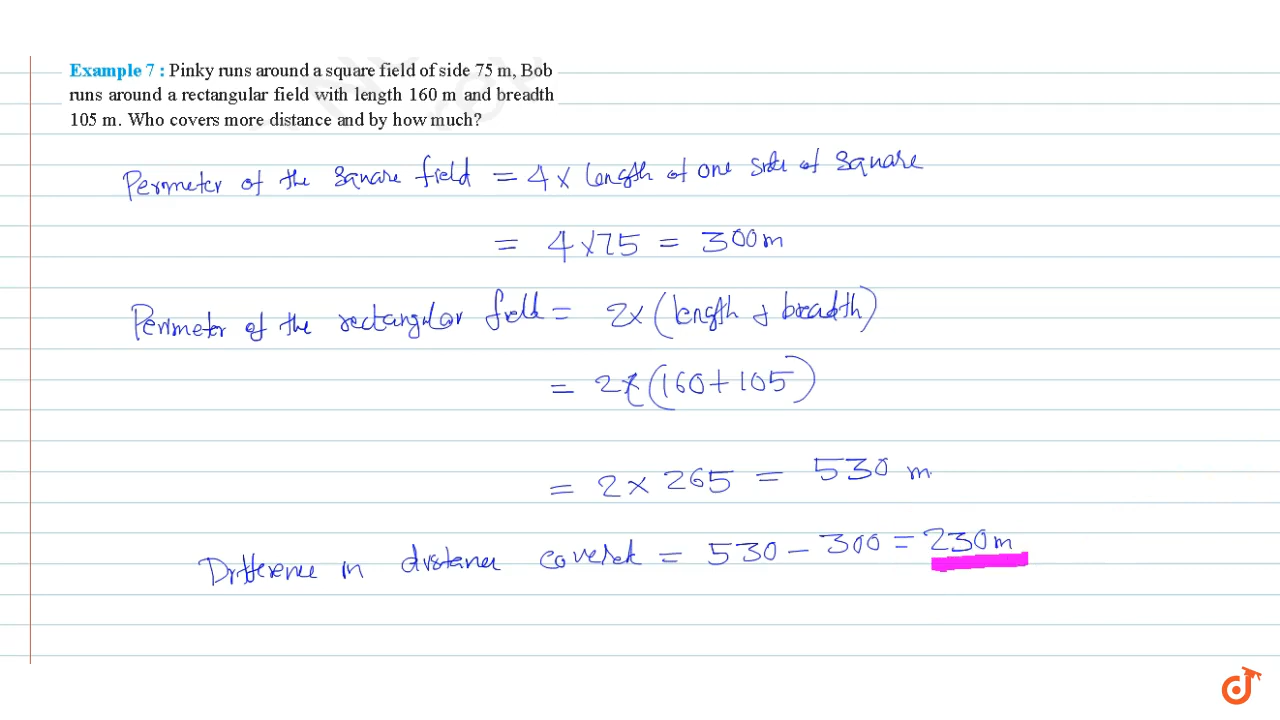 Example 7 : Pinky runs around a square field of side 75 m, Bob
runs around a rectangular field with length 160 m and breadth
105 m. Who covers more distance and by how much?
Perimeter of the square field = 4 × length of one side of square
= 4 × 75 = 300 m
Perimeter of the rectangular field = 2 × (length + breadth)
= 2 × (160 + 105)
= 2 × 265 = 530 m
Difference in distance covered = 530 − 300 = 230 m